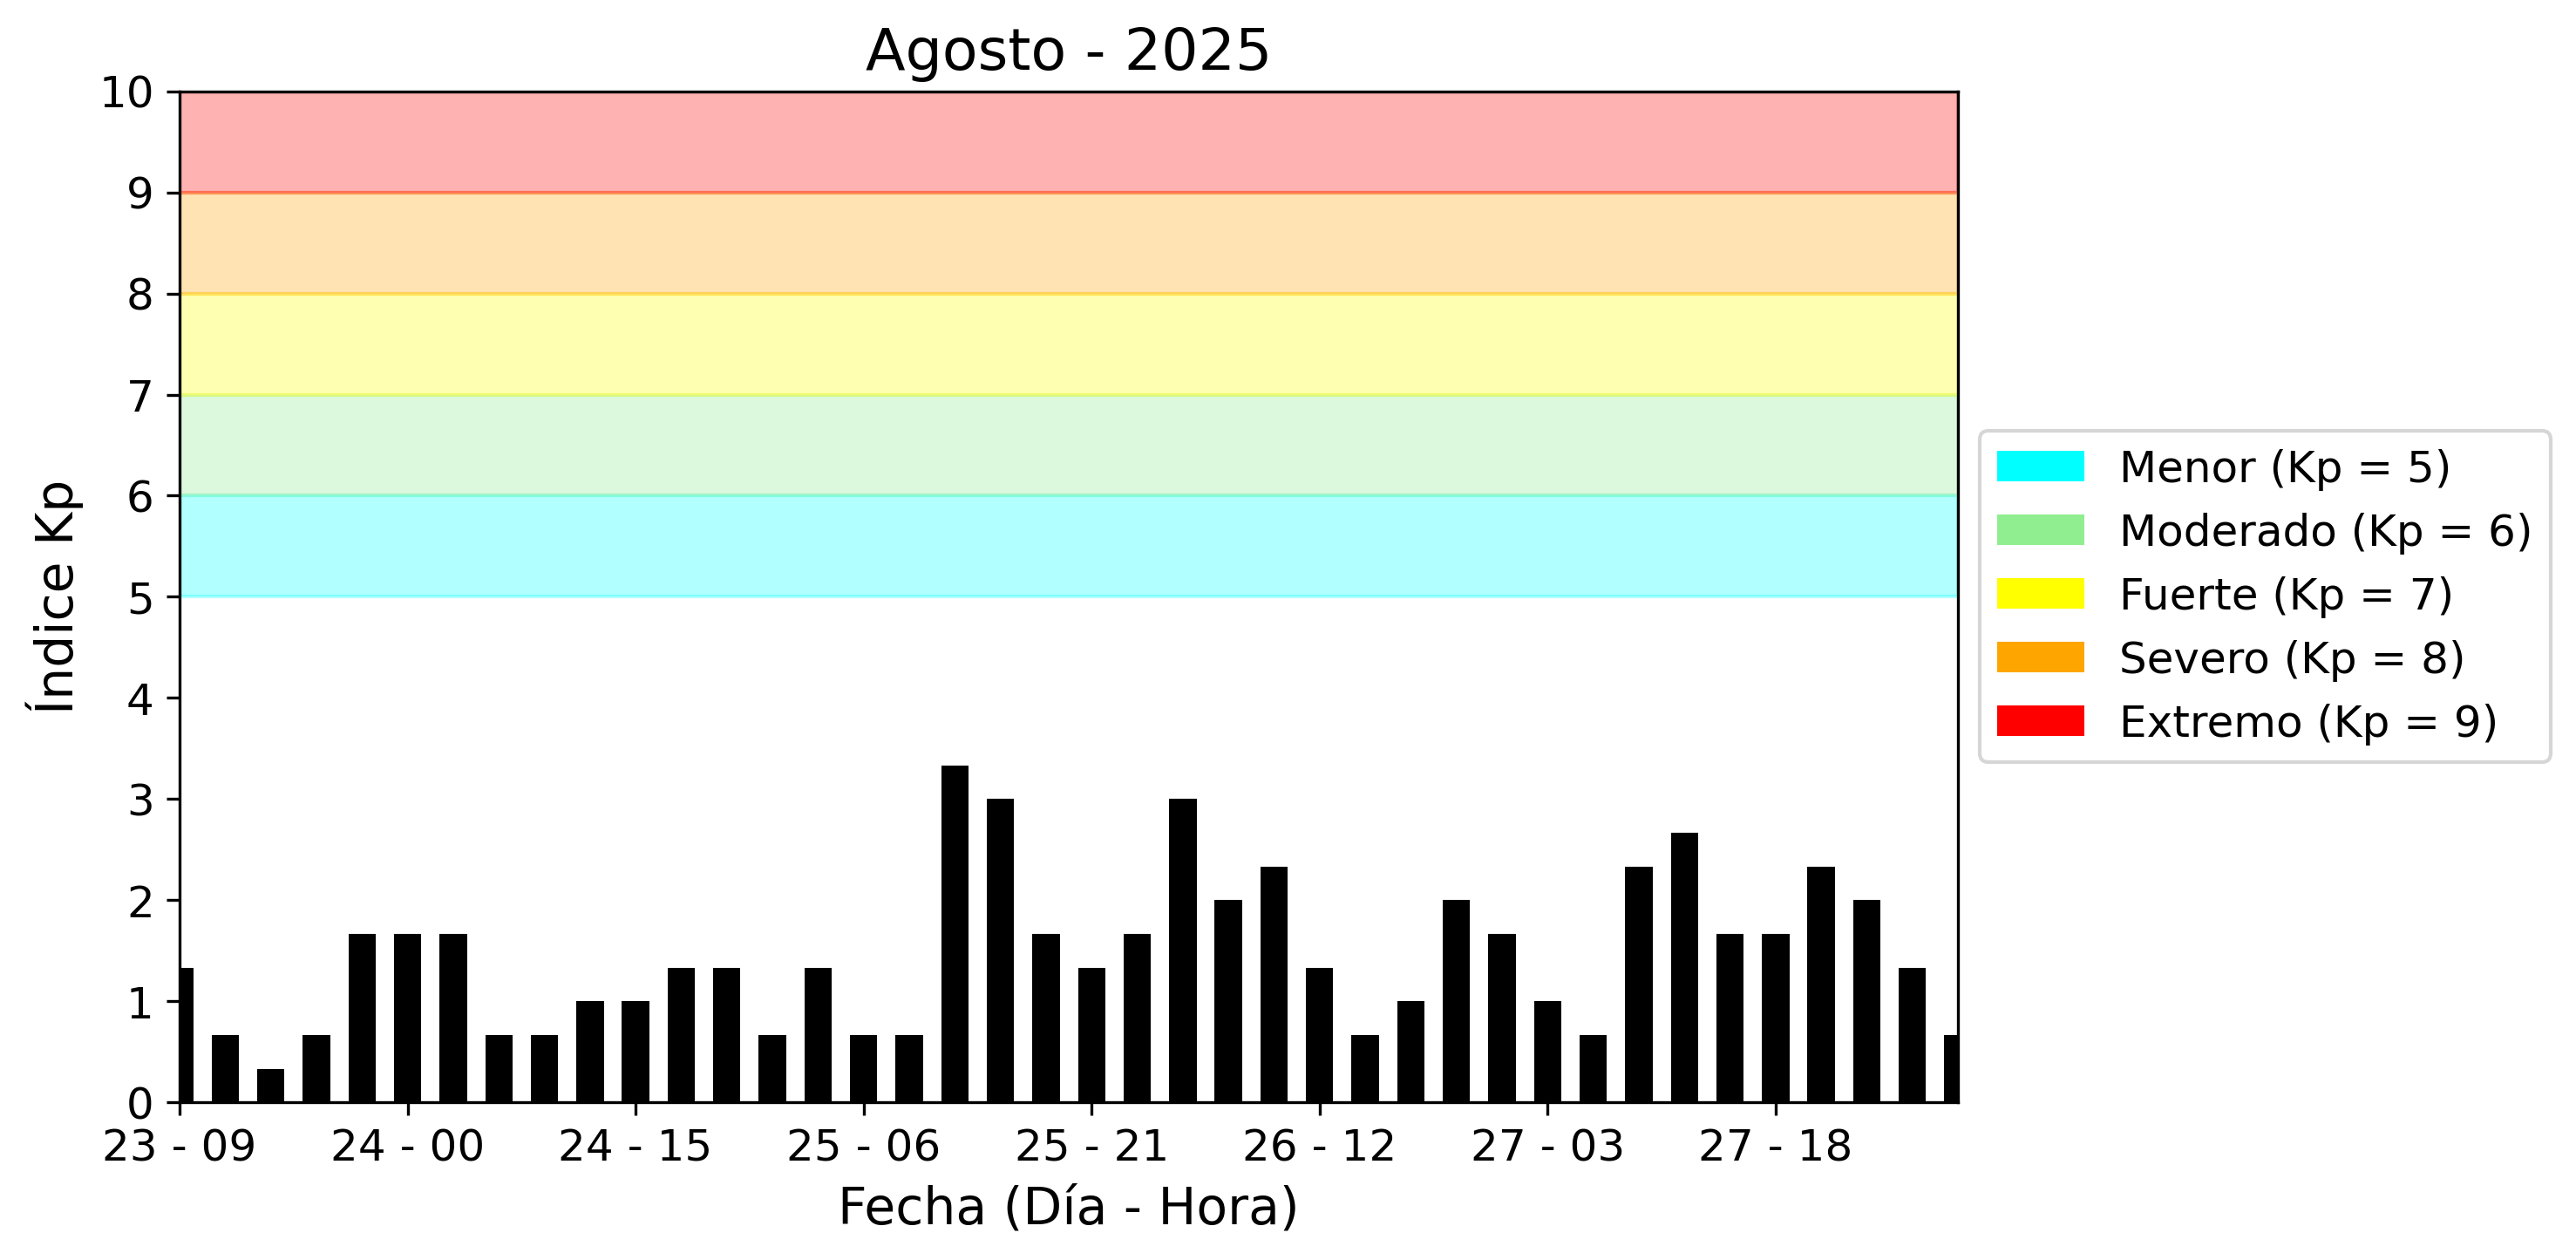 Agosto - 2025
10
9
8
7
6
5
4
3
2
1
0
Índice Kp
23 - 09
24 - 00
24 - 15
25 - 06
25 - 21
26 - 12
27 - 03
27 - 18
Fecha (Día - Hora)
Menor (Kp = 5)
Moderado (Kp = 6)
Fuerte (Kp = 7)
Severo (Kp = 8)
Extremo (Kp = 9)